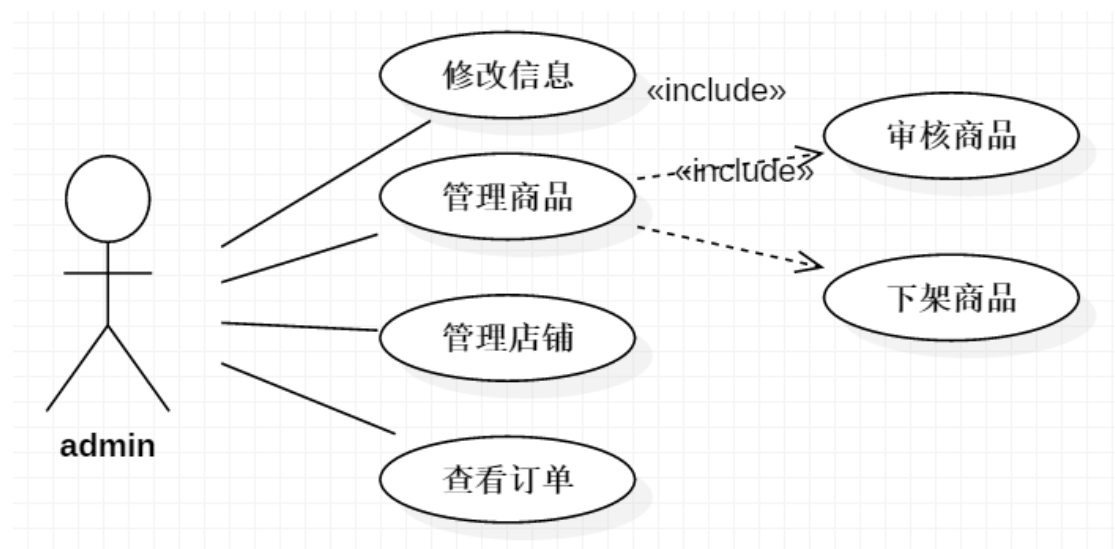 修改信息
«include»
审核商品
管理商品
«include»
下架商品
管理店铺
admin
查看订单